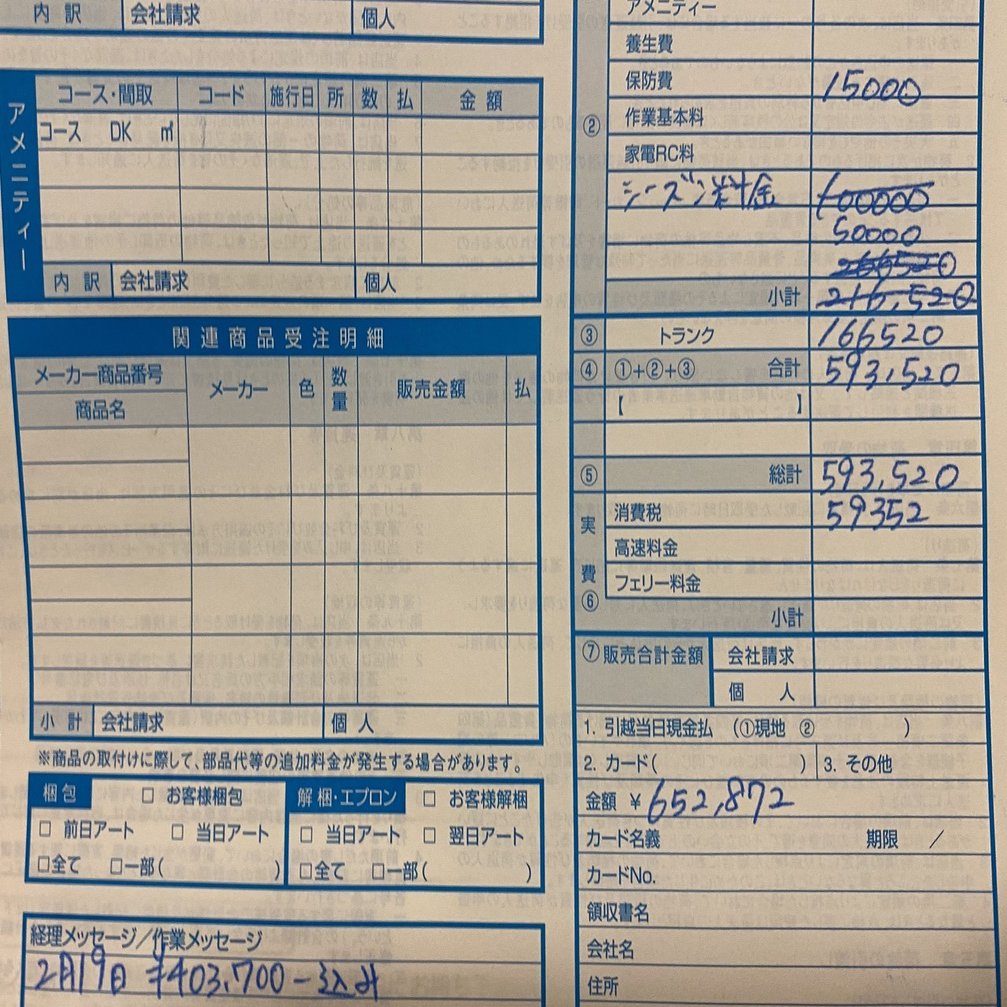 内訳 会社請求 個人
アメニティー
コース・間取 コード 施行日 所 数 払 金額
コース DK ㎡
内訳 会社請求 個人
関連商品受注明細
メーカー商品番号
商品名
メーカー 色 数量 販売金額 払
小計 会社請求 個人
※商品の取付けに際して、部品代等の追加料金が発生する場合があります。
梱包 □ お客様梱包
□ 前日アート □ 当日アート
□全て □一部( )
解梱・エプロン □ お客様解梱
□ 当日アート □ 翌日アート
□全て □一部( )
経理メッセージ/作業メッセージ
2月19日 ¥403,700-込み
アメニティー
養生費
保防費 15000
② 作業基本料
家電RC料
シーズン料金 100000
50000
266520
小計 216,520
③ トランク 166520
④ ①+②+③ 合計 593,520
【 】
⑤ 総計 593,520
実費 消費税 59352
高速料金
フェリー料金
⑥ 小計
⑦販売合計金額 会社請求
個人
1. 引越当日現金払 (①現地 ② )
2. カード( ) 3. その他
金額 ¥652,872
カード名義 期限 /
カードNo.
領収書名
会社名
住所